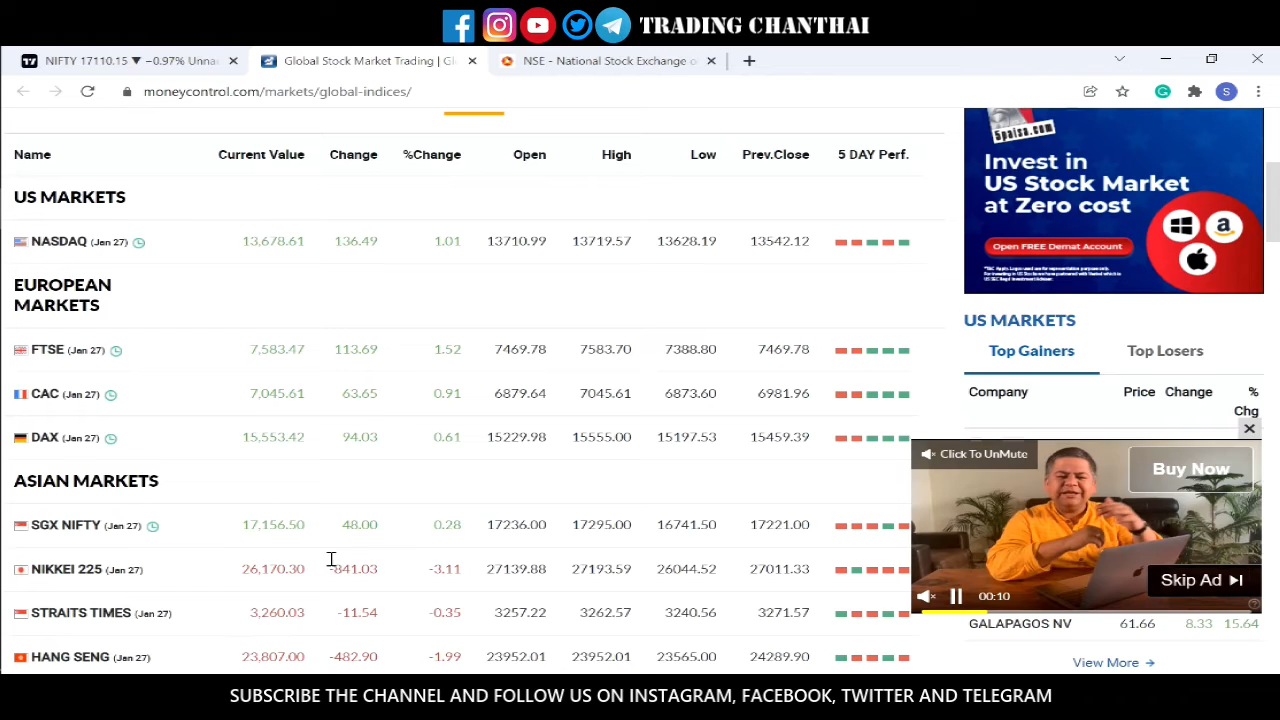 TRADING CHANTHAI
NIFTY 17110.15 ▼ −0.97% Unna
Global Stock Market Trading | Gl
NSE - National Stock Exchange o
moneycontrol.com/markets/global-indices/
S
Name Current Value Change %Change Open High Low Prev.Close 5 DAY Perf.
US MARKETS
NASDAQ (Jan 27) 13,678.61 136.49 1.01 13710.99 13719.57 13628.19 13542.12
EUROPEAN
MARKETS
FTSE (Jan 27) 7,583.47 113.69 1.52 7469.78 7583.70 7388.80 7469.78
CAC (Jan 27) 7,045.61 63.65 0.91 6879.64 7045.61 6873.60 6981.96
DAX (Jan 27) 15,553.42 94.03 0.61 15229.98 15555.00 15197.53 15459.39
ASIAN MARKETS
SGX NIFTY (Jan 27) 17,156.50 48.00 0.28 17236.00 17295.00 16741.50 17221.00
NIKKEI 225 (Jan 27) 26,170.30 -841.03 -3.11 27139.88 27193.59 26044.52 27011.33
STRAITS TIMES (Jan 27) 3,260.03 -11.54 -0.35 3257.22 3262.57 3240.56 3271.57
HANG SENG (Jan 27) 23,807.00 -482.90 -1.99 23952.01 23952.01 23565.00 24289.90
5paisa.com
Invest in
US Stock Market
at Zero cost
Open FREE Demat Account
US MARKETS
Top Gainers Top Losers
Company Price Change %
Chg
Click To UnMute
Buy Now
Skip Ad
00:10
GALAPAGOS NV 61.66 8.33 15.64
View More
SUBSCRIBE THE CHANNEL AND FOLLOW US ON INSTAGRAM, FACEBOOK, TWITTER AND TELEGRAM